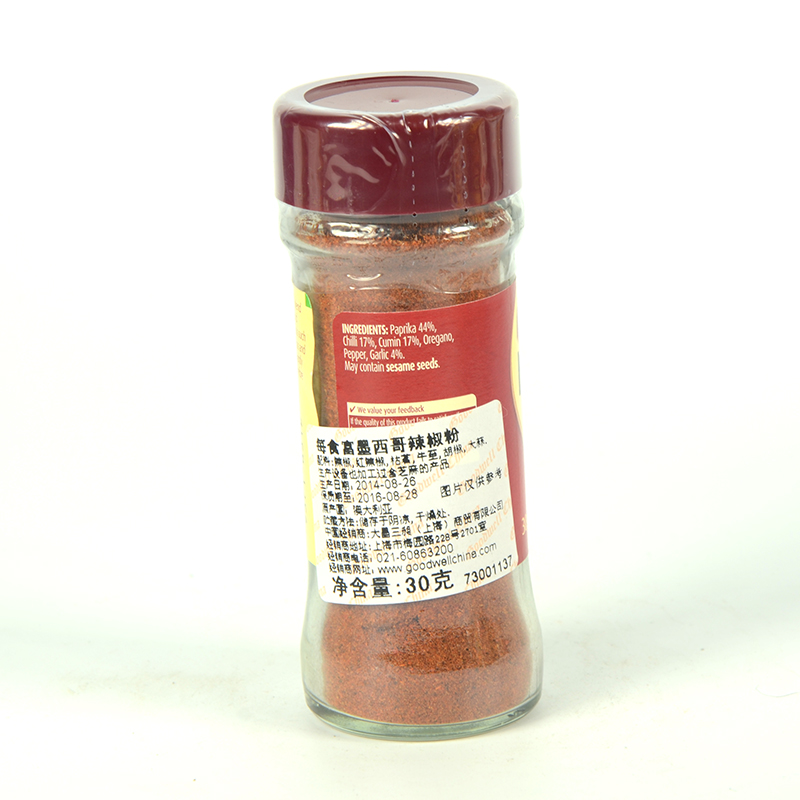 INGREDIENTS: Paprika 44%,
Chilli 17%, Cumin 17%, Oregano,
Pepper, Garlic 4%.
May contain sesame seeds.
✓ We value your feedback
If the quality of this product fails to
每食富墨西哥辣椒粉
配料:辣椒,红辣椒,枯茗,牛至,胡椒,大蒜
生产设备也加工过含芝麻的产品
生产日期:2014-08-26
保质期至:2016-08-28 图片仅供参考
原产国:澳大利亚
贮藏方法:储存于阴凉,干燥处.
中国经销商:大昌三昶(上海)商贸有限公司
经销商地址:上海市梅园路228号2701室
经销商电话:021-60863200
经销商网址:www.goodwellchina.com
净含量:30克 73001137